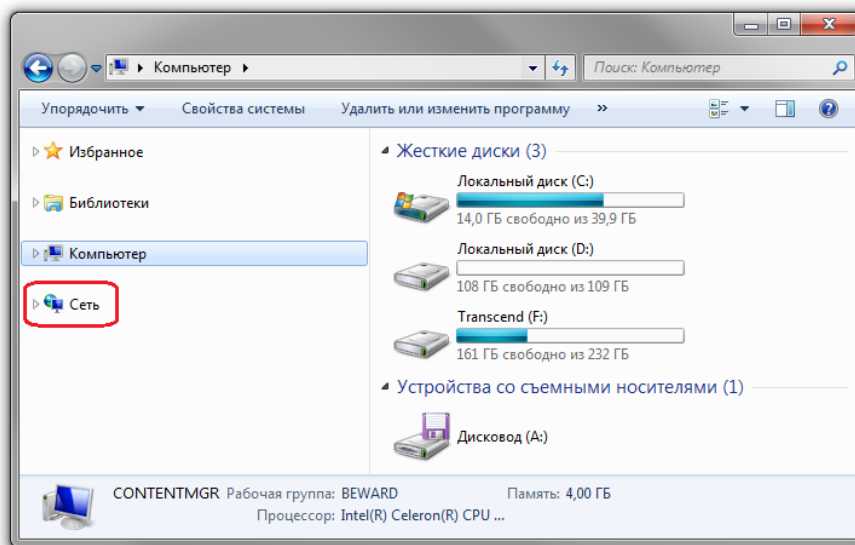 Компьютер
Поиск: Компьютер
Упорядочить Свойства системы Удалить или изменить программу »
Избранное
Библиотеки
Компьютер
Сеть
Жесткие диски (3)
Локальный диск (C:)
14,0 ГБ свободно из 39,9 ГБ
Локальный диск (D:)
108 ГБ свободно из 109 ГБ
Transcend (F:)
161 ГБ свободно из 232 ГБ
Устройства со съемными носителями (1)
Дисковод (A:)
CONTENTMGR Рабочая группа: BEWARD Память: 4,00 ГБ
Процессор: Intel(R) Celeron(R) CPU ...